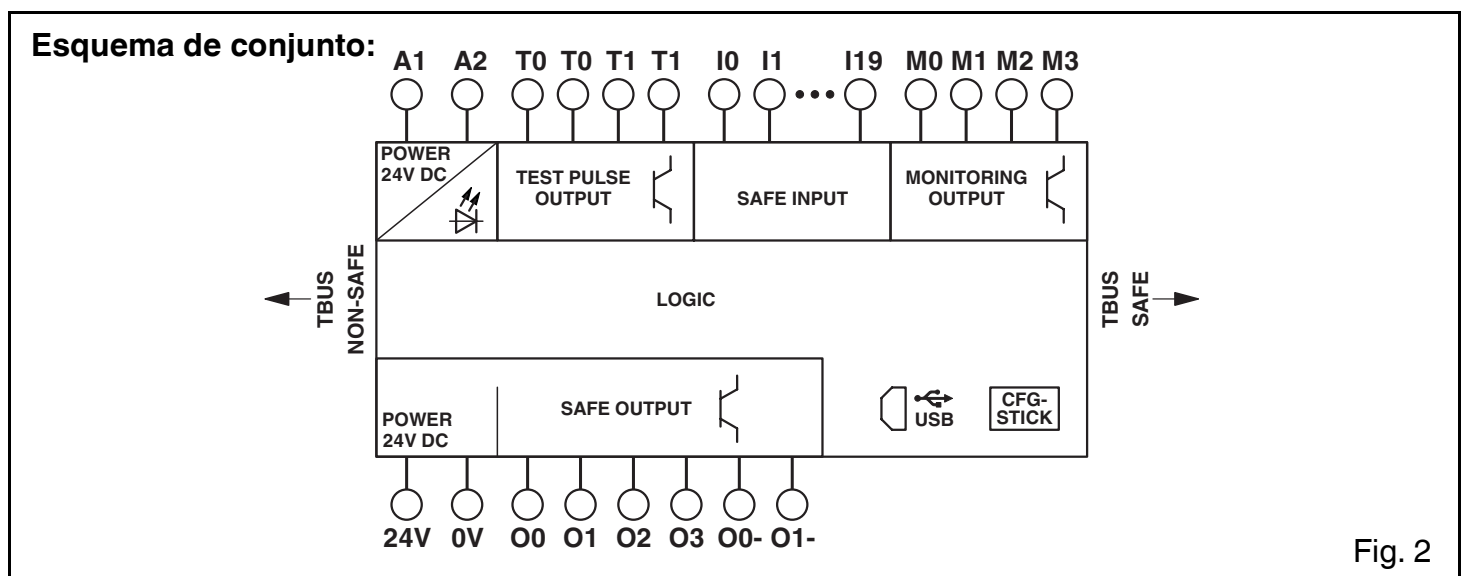 Esquema de conjunto:
A1 A2 T0 T0 T1 T1 I0 I1 ••• I19 M0 M1 M2 M3
POWER
24V DC
TEST PULSE
OUTPUT
SAFE INPUT
MONITORING
OUTPUT
TBUS
NON-SAFE
LOGIC
TBUS
SAFE
POWER
24V DC
SAFE OUTPUT
USB
CFG-
STICK
24V 0V O0 O1 O2 O3 O0- O1-
Fig. 2